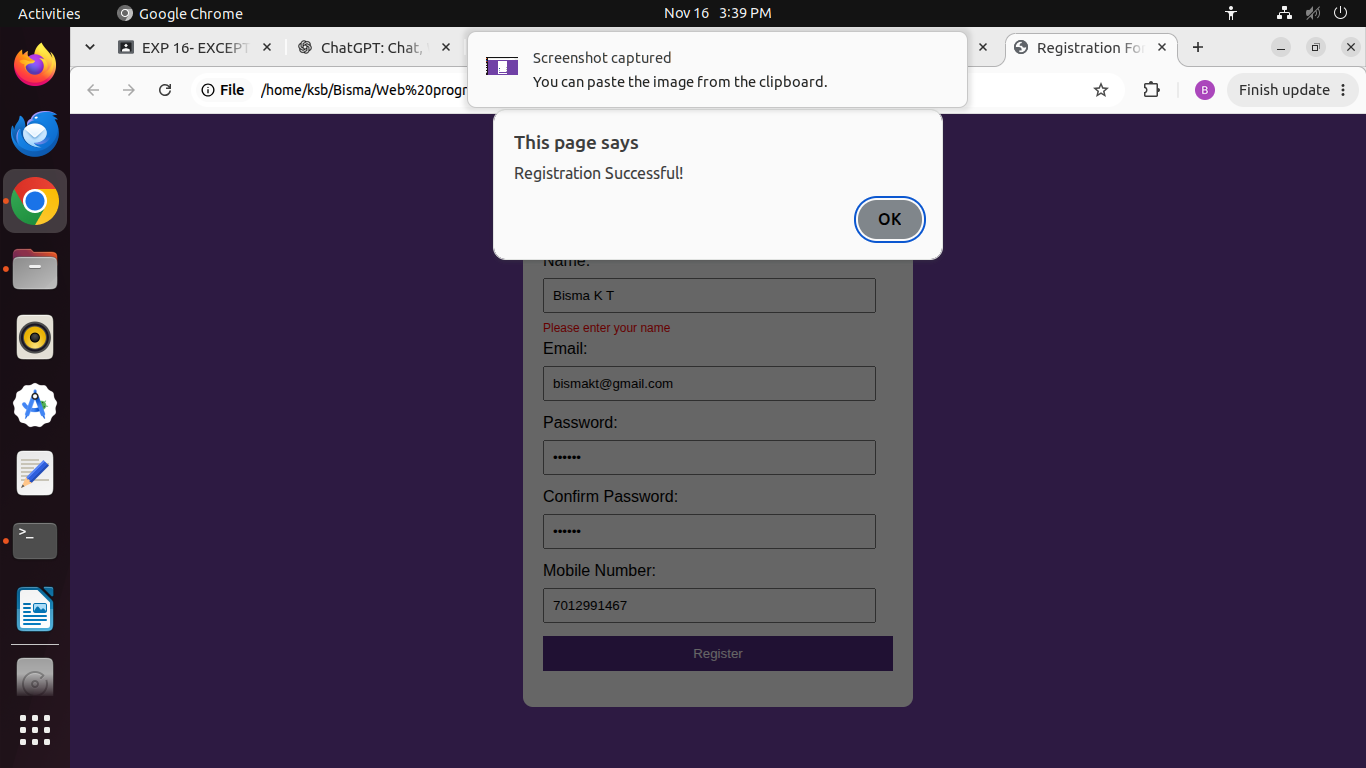 Activities
Google Chrome
Nov 16 3:39 PM
EXP 16- EXCEPT
ChatGPT: Chat,
Registration Fo
Screenshot captured
You can paste the image from the clipboard.
File
/home/ksb/Bisma/Web%20prog
B
Finish update
This page says
Registration Successful!
OK
Name:
Bisma K T
Please enter your name
Email:
bismakt@gmail.com
Password:
••••••
Confirm Password:
••••••
Mobile Number:
7012991467
Register